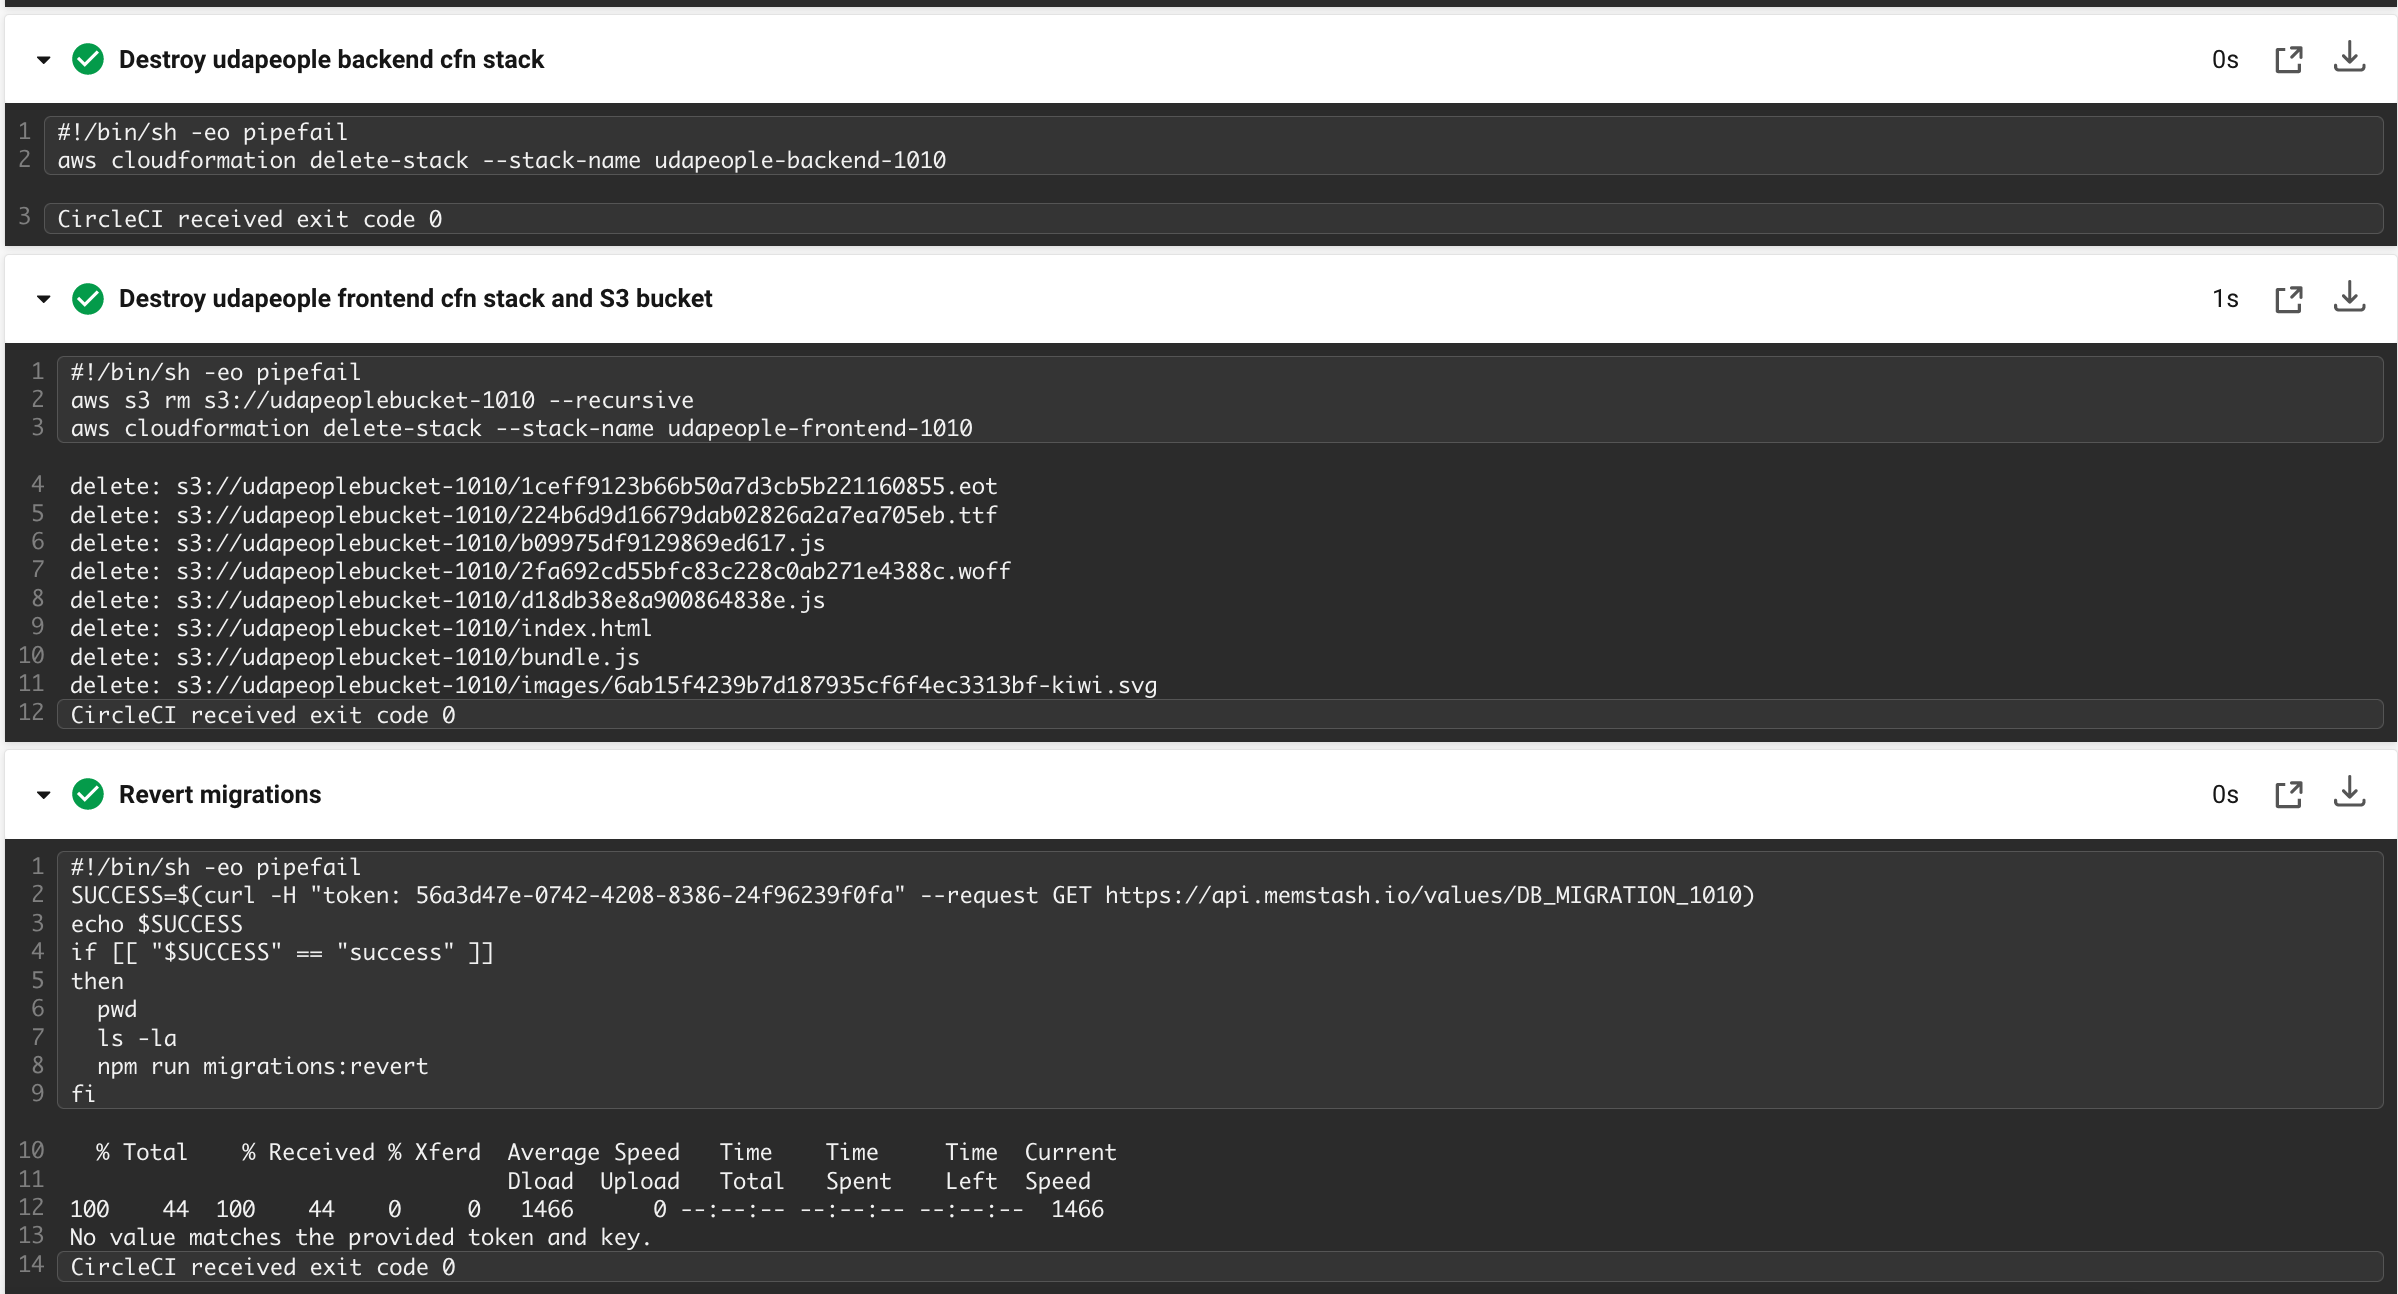 Destroy udapeople backend cfn stack 0s
1 #!/bin/sh -eo pipefail
2 aws cloudformation delete-stack --stack-name udapeople-backend-1010
3 CircleCI received exit code 0
Destroy udapeople frontend cfn stack and S3 bucket 1s
1 #!/bin/sh -eo pipefail
2 aws s3 rm s3://udapeoplebucket-1010 --recursive
3 aws cloudformation delete-stack --stack-name udapeople-frontend-1010
4 delete: s3://udapeoplebucket-1010/1ceff9123b66b50a7d3cb5b221160855.eot
5 delete: s3://udapeoplebucket-1010/224b6d9d16679dab02826a2a7ea705eb.ttf
6 delete: s3://udapeoplebucket-1010/b09975df9129869ed617.js
7 delete: s3://udapeoplebucket-1010/2fa692cd55bfc83c228c0ab271e4388c.woff
8 delete: s3://udapeoplebucket-1010/d18db38e8a900864838e.js
9 delete: s3://udapeoplebucket-1010/index.html
10 delete: s3://udapeoplebucket-1010/bundle.js
11 delete: s3://udapeoplebucket-1010/images/6ab15f4239b7d187935cf6f4ec3313bf-kiwi.svg
12 CircleCI received exit code 0
Revert migrations 0s
1 #!/bin/sh -eo pipefail
2 SUCCESS=$(curl -H "token: 56a3d47e-0742-4208-8386-24f96239f0fa" --request GET https://api.memstash.io/values/DB_MIGRATION_1010)
3 echo $SUCCESS
4 if [[ "$SUCCESS" == "success" ]]
5 then
6 pwd
7 ls -la
8 npm run migrations:revert
9 fi
10 % Total % Received % Xferd Average Speed Time Time Time Current
11 Dload Upload Total Spent Left Speed
12 100 44 100 44 0 0 1466 0 --:--:-- --:--:-- --:--:-- 1466
13 No value matches the provided token and key.
14 CircleCI received exit code 0